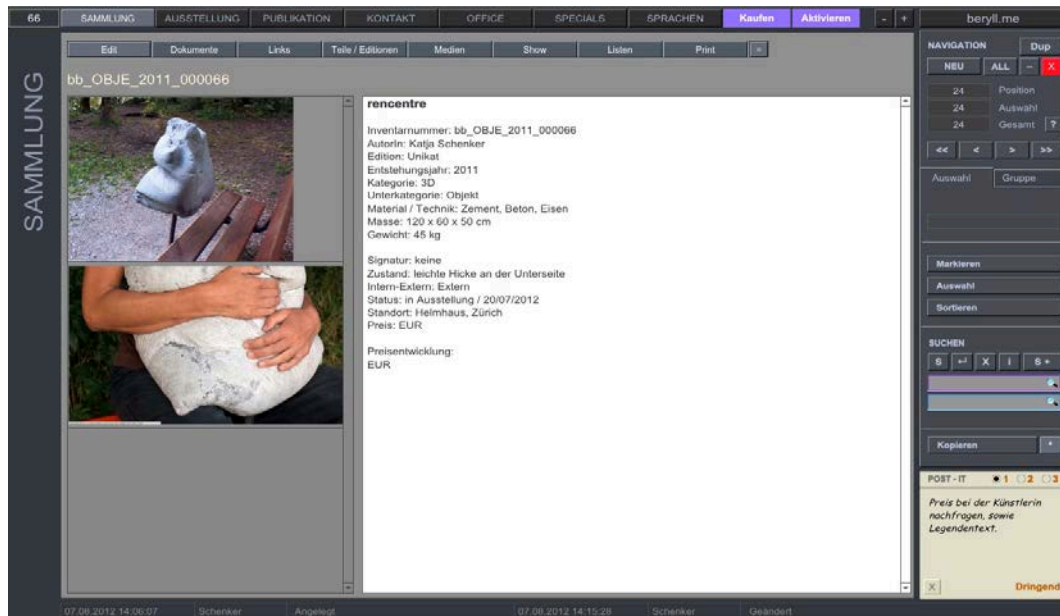 66
SAMMLUNG
AUSSTELLUNG
PUBLIKATION
KONTAKT
OFFICE
SPECIALS
SPRACHEN
Kaufen
Aktivieren
-
+
beryll.me
SAMMLUNG
Edit
Dokumente
Links
Teile / Editionen
Medien
Show
Listen
Print
bb_OBJE_2011_000066
rencentre
Inventarnummer: bb_OBJE_2011_000066
AutorIn: Katja Schenker
Edition: Unikat
Entstehungsjahr: 2011
Kategorie: 3D
Unterkategorie: Objekt
Material / Technik: Zement, Beton, Eisen
Masse: 120 x 60 x 50 cm
Gewicht: 45 kg
Signatur: keine
Zustand: leichte Hicke an der Unterseite
Intern-Extern: Extern
Status: in Ausstellung / 20/07/2012
Standort: Helmhaus, Zürich
Preis: EUR
Preisentwicklung:
EUR
NAVIGATION
Dup
NEU
ALL
–
X
24 Position
24 Auswahl
24 Gesamt ?
<< < > >>
Auswahl
Gruppe
Markieren
Auswahl
Sortieren
SUCHEN
S ↵ X i S +
Kopieren
*
POST - IT 1 2 3
Preis bei der Künstlerin
nachfragen, sowie
Legendentext.
X
Dringend
07.08.2012 14:06:07 Schenker Angelegt 07.08.2012 14:15:28 Schenker Geändert